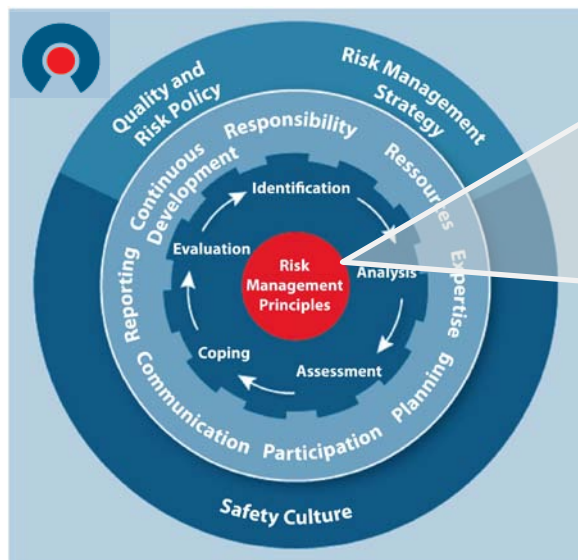 Quality and
Risk Policy
Risk Management
Strategy
Responsibility
Continuous
Development
Ressources
Identification
Evaluation
Risk
Management
Principles
Analysis
Reporting
Expertise
Coping
Assessment
Communication
Participation
Planning
Safety Culture